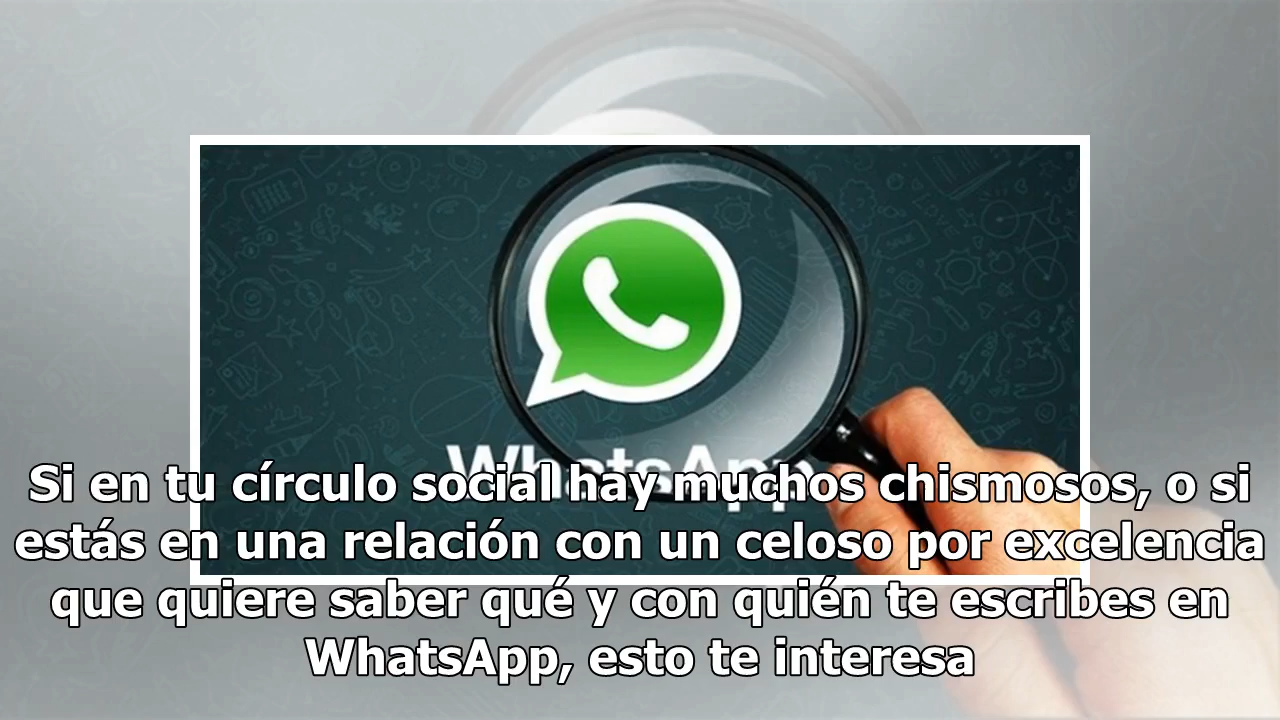 WhatsApp
Si en tu círculo social hay muchos chismosos, o si
estás en una relación con un celoso por excelencia
que quiere saber qué y con quién te escribes en
WhatsApp, esto te interesa